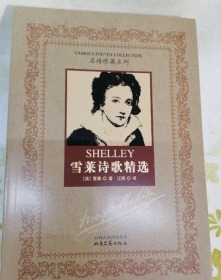 FAMOUS POETRY COLLECTION
名诗珍藏系列
SHELLEY
雪莱诗歌精选
(英) 雪莱 ◎ 著 江枫 ◎ 译
北岳文艺出版社